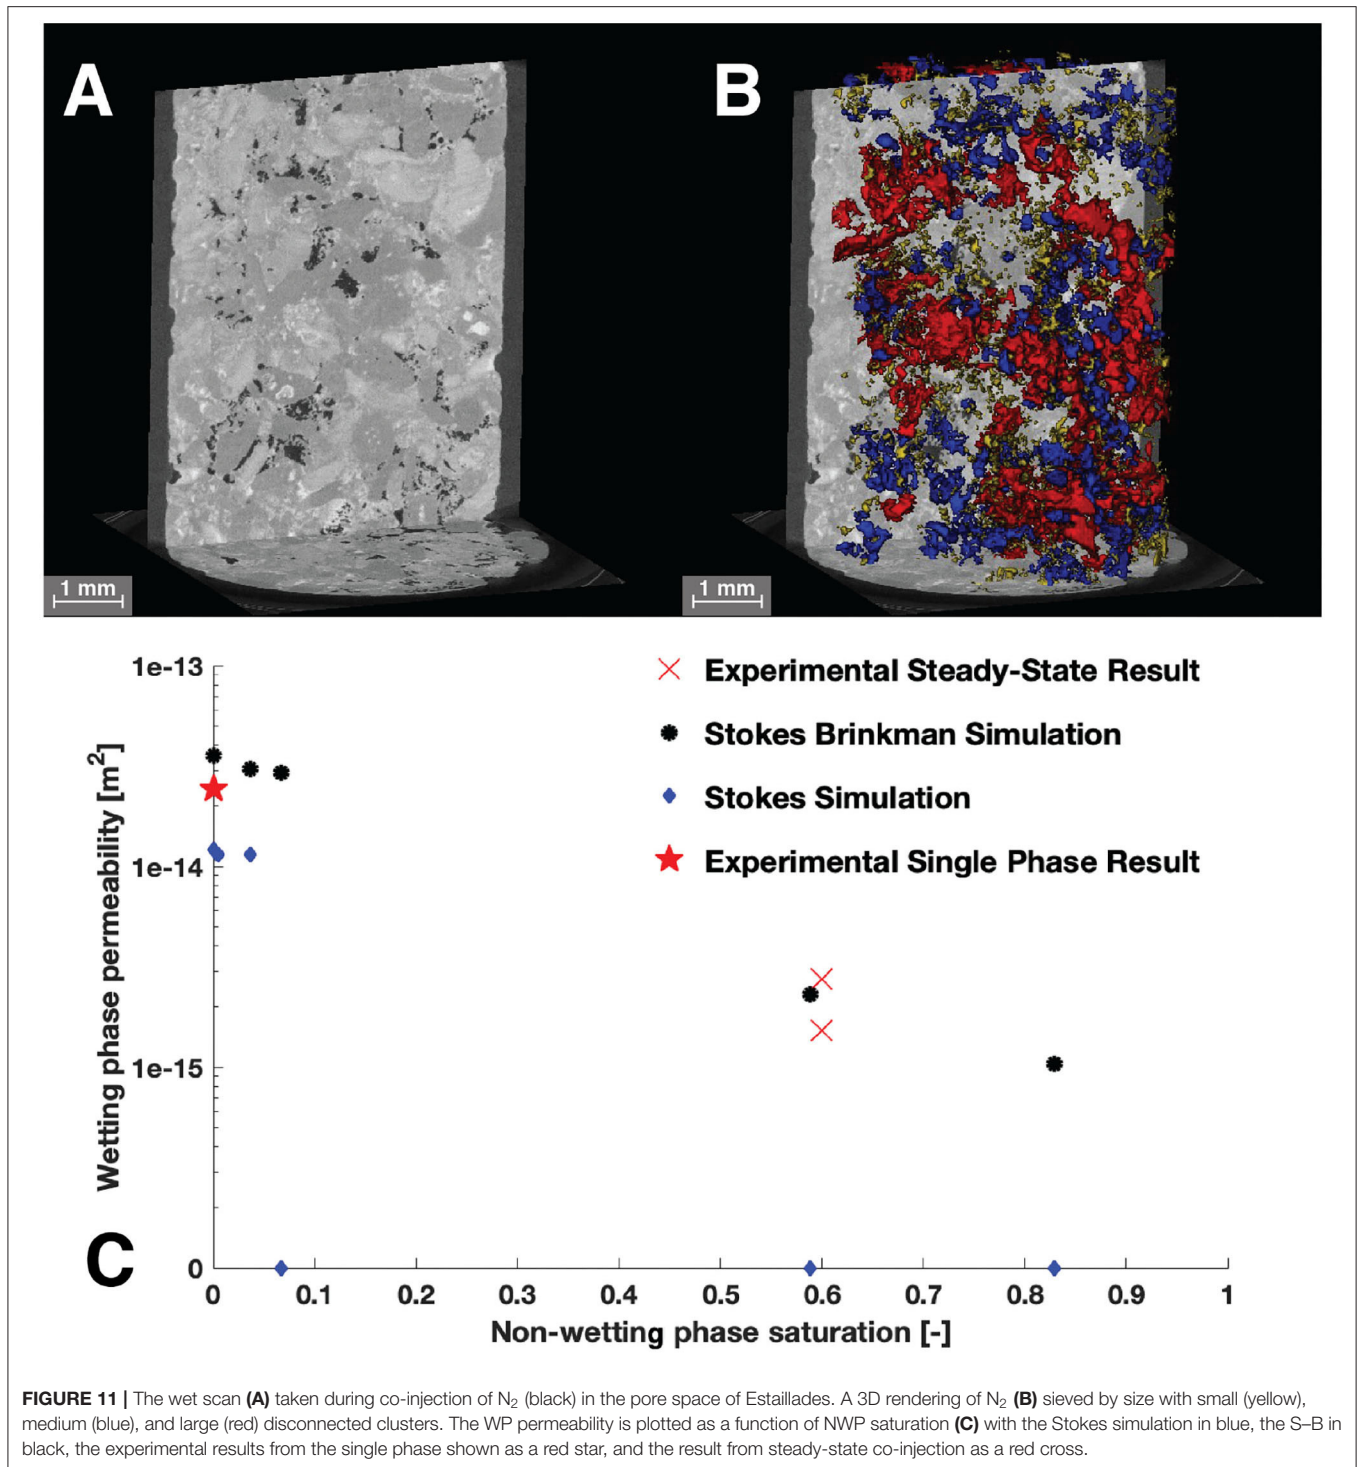 A
B
1 mm
1 mm
1e-13
1e-14
1e-15
0
Wetting phase permeability [m²]
Experimental Steady-State Result
Stokes Brinkman Simulation
Stokes Simulation
Experimental Single Phase Result
C
0 0.1 0.2 0.3 0.4 0.5 0.6 0.7 0.8 0.9 1
Non-wetting phase saturation [-]
FIGURE 11 | The wet scan (A) taken during co-injection of N₂ (black) in the pore space of Estaillades. A 3D rendering of N₂ (B) sieved by size with small (yellow),
medium (blue), and large (red) disconnected clusters. The WP permeability is plotted as a function of NWP saturation (C) with the Stokes simulation in blue, the S–B in
black, the experimental results from the single phase shown as a red star, and the result from steady-state co-injection as a red cross.